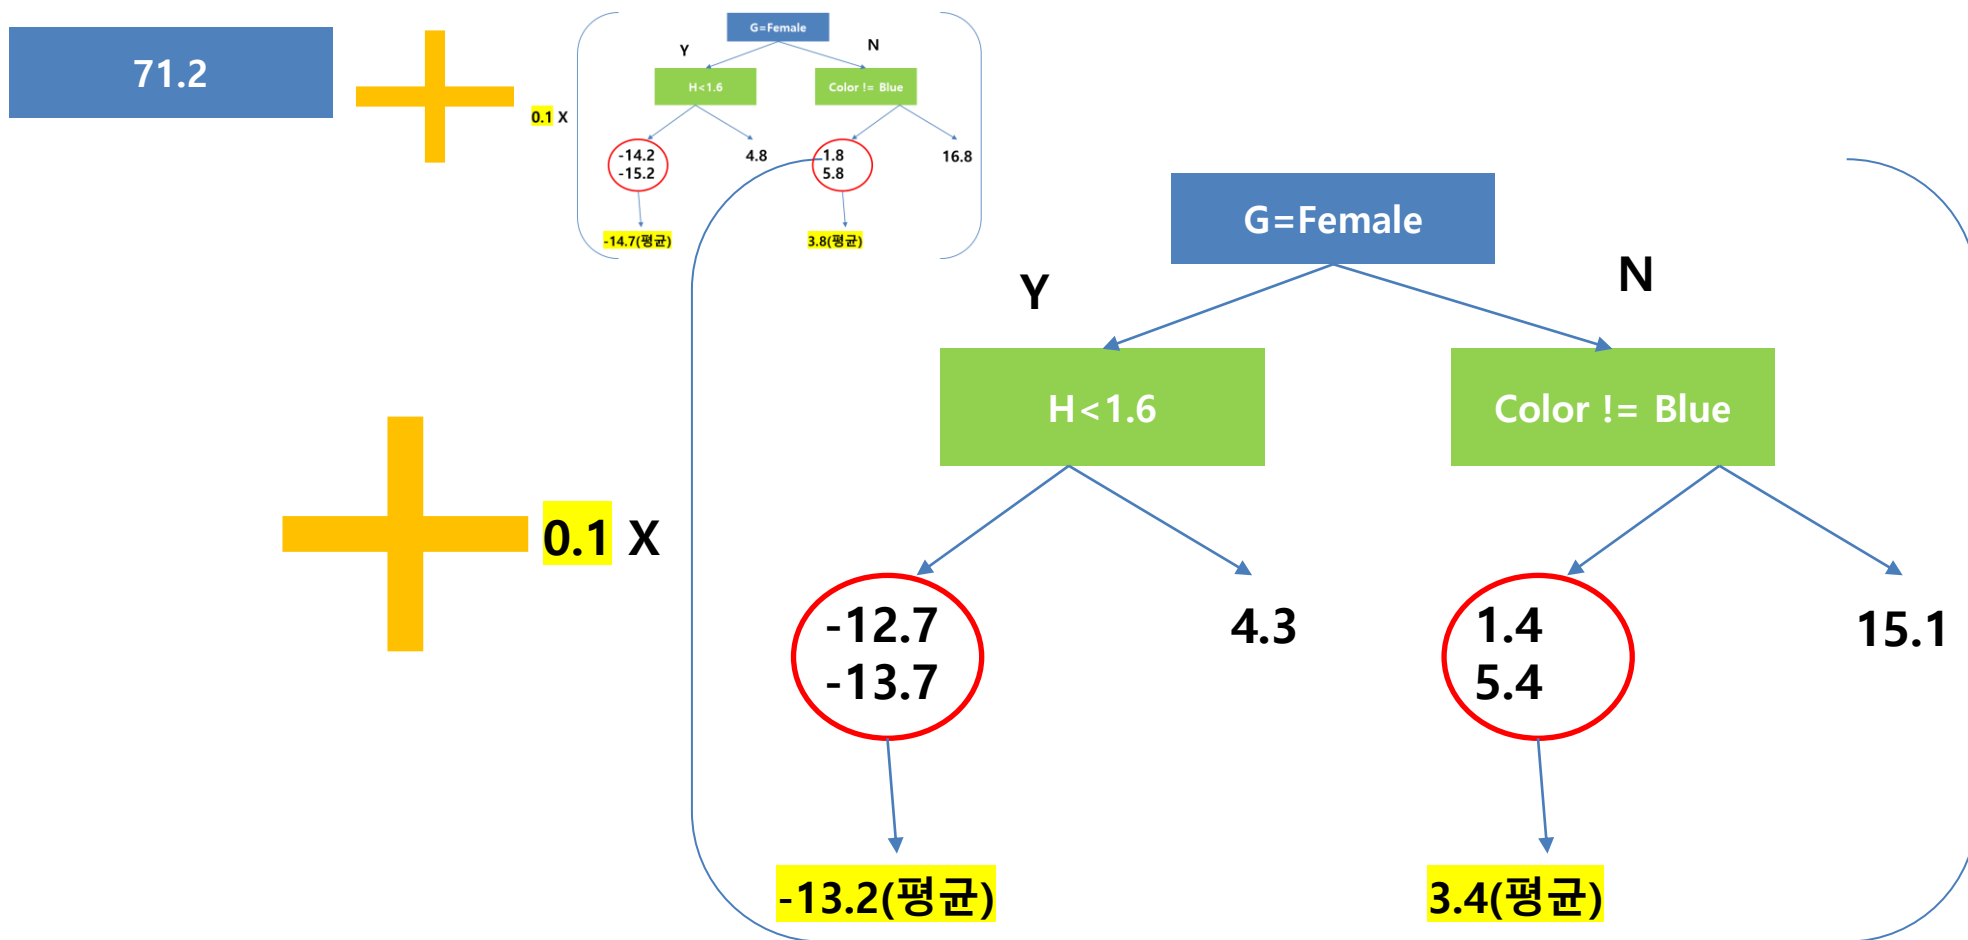 71.2
0.1 X
G=Female
Y
N
H<1.6
Color != Blue
-14.2
-15.2
4.8
1.8
5.8
16.8
-14.7(평균)
3.8(평균)
0.1 X
G=Female
Y
N
H<1.6
Color != Blue
-12.7
-13.7
4.3
1.4
5.4
15.1
-13.2(평균)
3.4(평균)